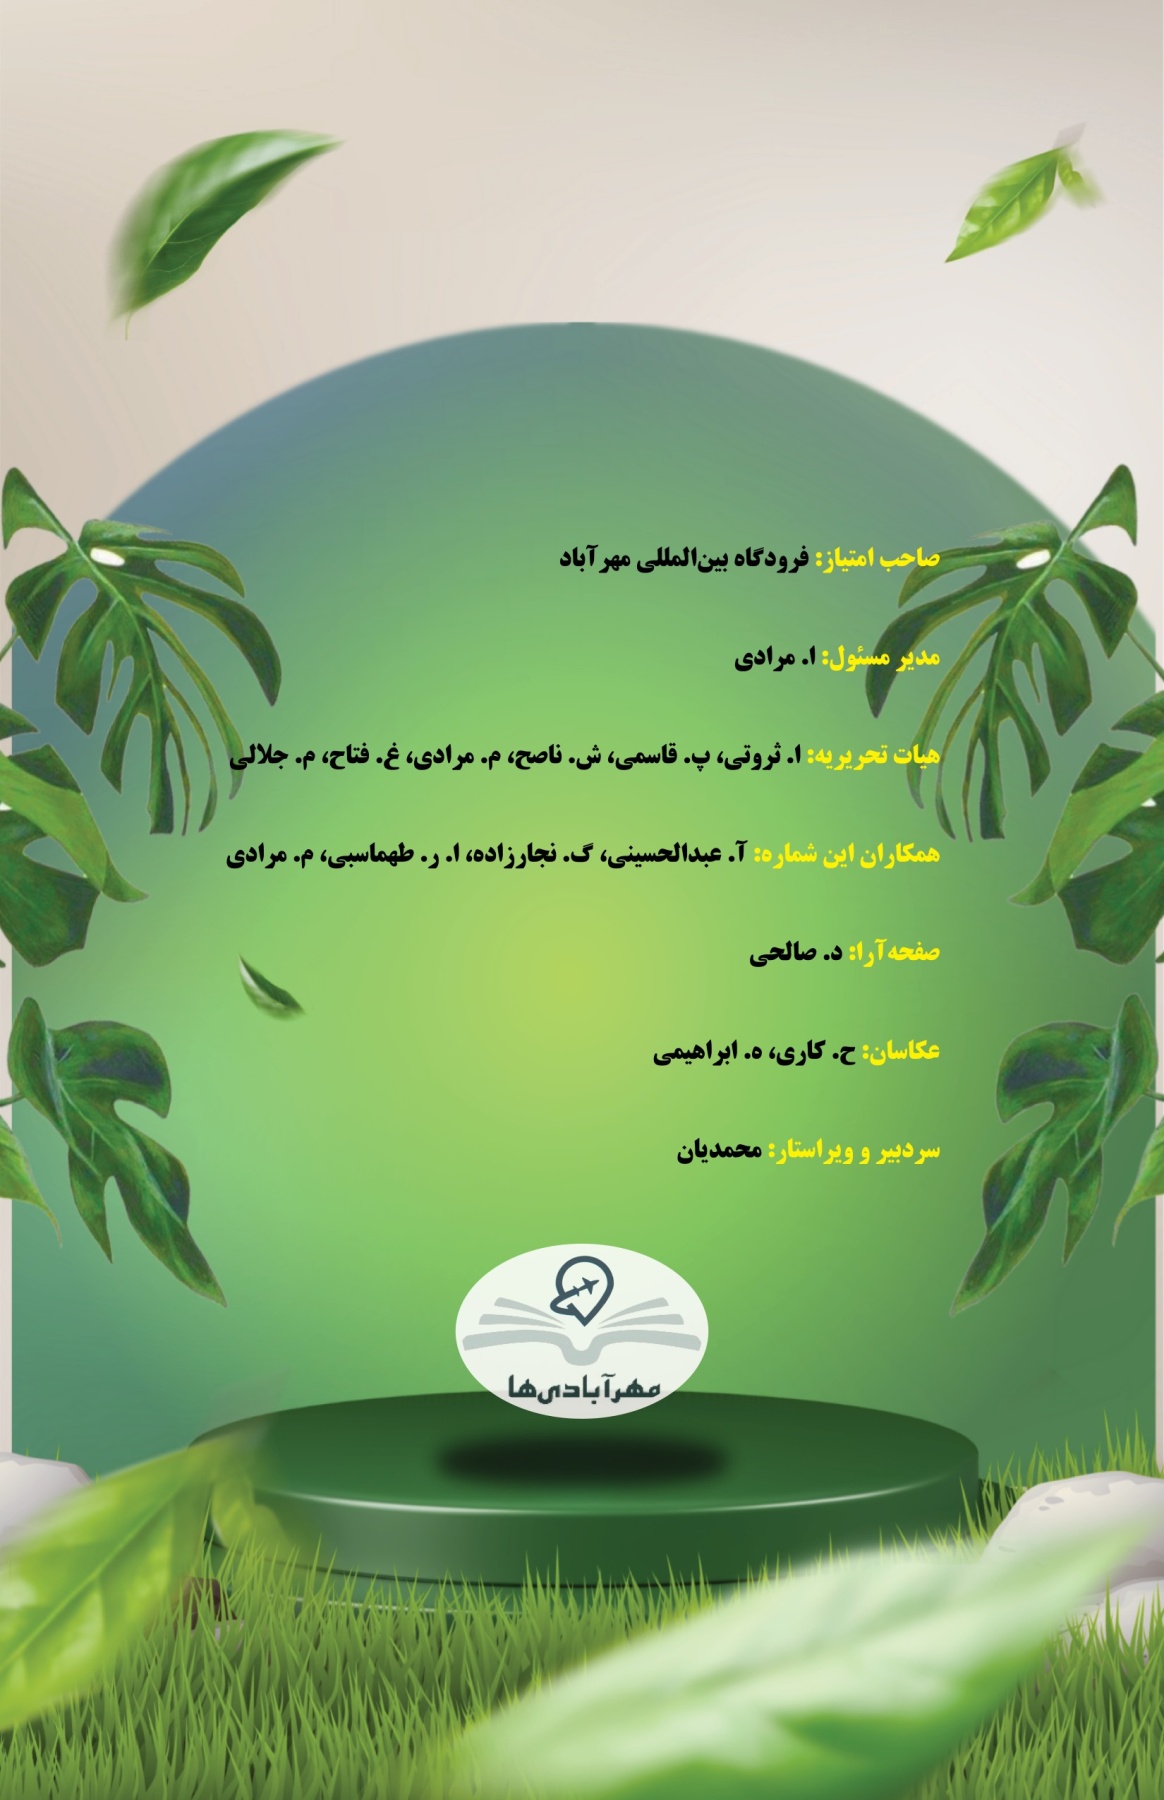 صاحب امتیاز: فرودگاه بین‌المللی مهرآباد
مدیر مسئول: ا. مرادی
هیات تحریریه: ا. ثروتی، پ. قاسمی، ش. ناصح، م. مرادی، غ. فتاح، م. جلالی
همکاران این شماره: آ. عبدالحسینی، گ. نجارزاده، ا. ر. طهماسبی، م. مرادی
صفحه‌آرا: د. صالحی
عکاسان: ح. کاری، ه. ابراهیمی
سردبیر و ویراستار: محمدیان
مهرآبادی‌ها